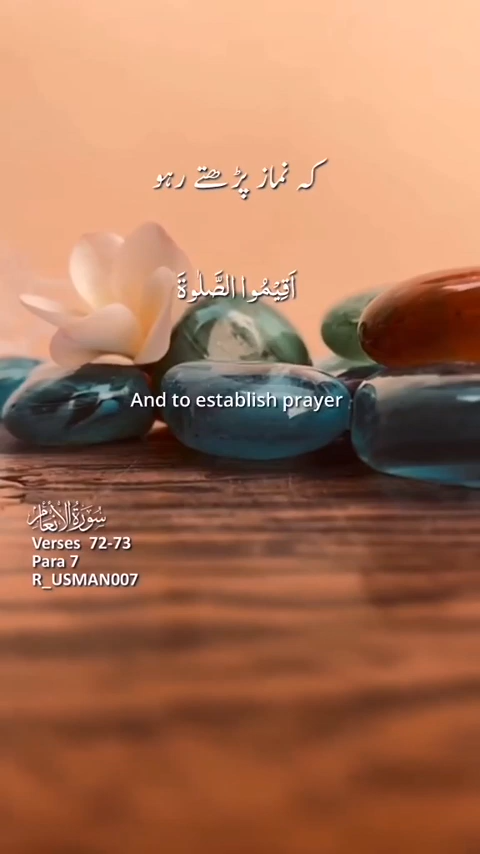 کہ نماز پڑھتے رہو
اَقِيْمُوا الصَّلٰوةَ
And to establish prayer
سُوْرَةُ الْاَنْعَام
Verses 72-73
Para 7
R_USMAN007